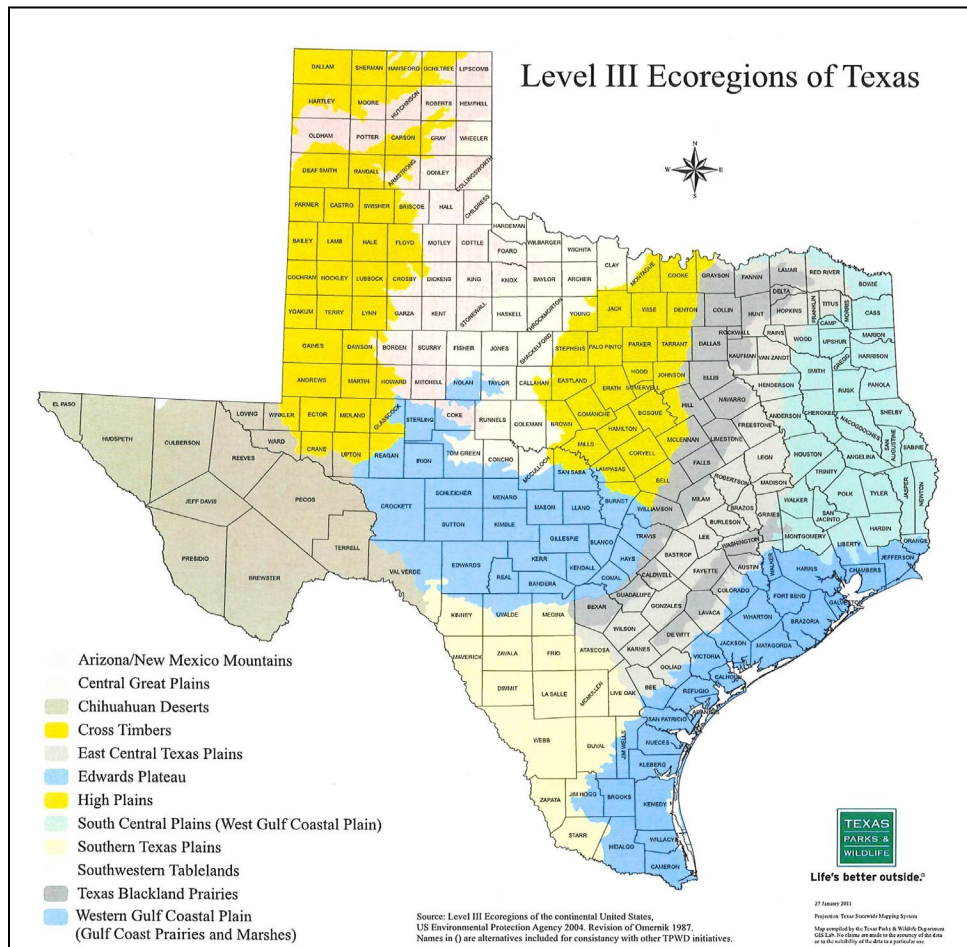 Level III Ecoregions of Texas
N
W E
S
DALLAM SHERMAN HANSFORD OCHILTREE LIPSCOMB
HARTLEY MOORE HUTCHINSON ROBERTS HEMPHILL
OLDHAM POTTER CARSON GRAY WHEELER
DEAF SMITH RANDALL ARMSTRONG DONLEY COLLINGSWORTH
PARMER CASTRO SWISHER BRISCOE HALL CHILDRESS
HARDEMAN
BAILEY LAMB HALE FLOYD MOTLEY COTTLE FOARD WILBARGER WICHITA
CLAY MONTAGUE COOKE GRAYSON FANNIN LAMAR RED RIVER BOWIE
COCHRAN HOCKLEY LUBBOCK CROSBY DICKENS KING KNOX BAYLOR ARCHER
DELTA FRANKLIN TITUS MORRIS CASS
YOAKUM TERRY LYNN GARZA KENT STONEWALL HASKELL THROCKMORTON YOUNG JACK WISE DENTON COLLIN HUNT HOPKINS
CAMP MARION
ROCKWALL RAINS WOOD UPSHUR
GAINES DAWSON BORDEN SCURRY FISHER JONES SHACKELFORD STEPHENS PALO PINTO PARKER TARRANT DALLAS KAUFMAN VAN ZANDT GREGG HARRISON
ANDREWS MARTIN HOWARD MITCHELL NOLAN TAYLOR CALLAHAN EASTLAND ERATH HOOD SOMERVELL JOHNSON ELLIS HENDERSON SMITH RUSK PANOLA
EL PASO HUDSPETH CULBERSON LOVING WINKLER ECTOR MIDLAND GLASSCOCK STERLING COKE RUNNELS COLEMAN BROWN COMANCHE BOSQUE HILL NAVARRO ANDERSON CHEROKEE NACOGDOCHES SHELBY
REEVES WARD CRANE UPTON REAGAN IRION TOM GREEN CONCHO MCCULLOCH MILLS HAMILTON MCLENNAN LIMESTONE FREESTONE SAN AUGUSTINE SABINE
SAN SABA LAMPASAS CORYELL BELL FALLS LEON HOUSTON ANGELINA
JEFF DAVIS PECOS CROCKETT SCHLEICHER MENARD MASON LLANO BURNET WILLIAMSON MILAM ROBERTSON MADISON TRINITY POLK TYLER JASPER NEWTON
PRESIDIO BREWSTER TERRELL SUTTON KIMBLE GILLESPIE BLANCO TRAVIS BURLESON BRAZOS GRIMES WALKER SAN JACINTO HARDIN
LEE WASHINGTON MONTGOMERY LIBERTY ORANGE
VAL VERDE EDWARDS REAL KERR BANDERA KENDALL COMAL HAYS CALDWELL BASTROP FAYETTE AUSTIN WALKER HARRIS CHAMBERS JEFFERSON
KINNEY UVALDE MEDINA BEXAR GUADALUPE GONZALES LAVACA COLORADO FORT BEND GALVESTON
MAVERICK ZAVALA FRIO ATASCOSA WILSON KARNES DE WITT WHARTON BRAZORIA
DIMMIT LA SALLE MCMULLEN LIVE OAK BEE GOLIAD VICTORIA JACKSON MATAGORDA
CALHOUN
WEBB DUVAL JIM WELLS SAN PATRICIO REFUGIO
NUECES
ZAPATA JIM HOGG BROOKS KLEBERG
KENEDY
STARR HIDALGO WILLACY
CAMERON
Arizona/New Mexico Mountains
Central Great Plains
Chihuahuan Deserts
Cross Timbers
East Central Texas Plains
Edwards Plateau
High Plains
South Central Plains (West Gulf Coastal Plain)
Southern Texas Plains
Southwestern Tablelands
Texas Blackland Prairies
Western Gulf Coastal Plain
(Gulf Coast Prairies and Marshes)
Source: Level III Ecoregions of the continental United States,
US Environmental Protection Agency 2004. Revision of Omernik 1987.
Names in () are alternatives included for consistancy with other TPWD initiatives.
TEXAS
PARKS &
WILDLIFE
Life's better outside.®
27 January 2011
Projection: Texas Statewide Mapping System
Map compiled by the Texas Parks & Wildlife Department
GIS Lab. No claims are made to the accuracy of the data
or to the suitability of the data to a particular use.